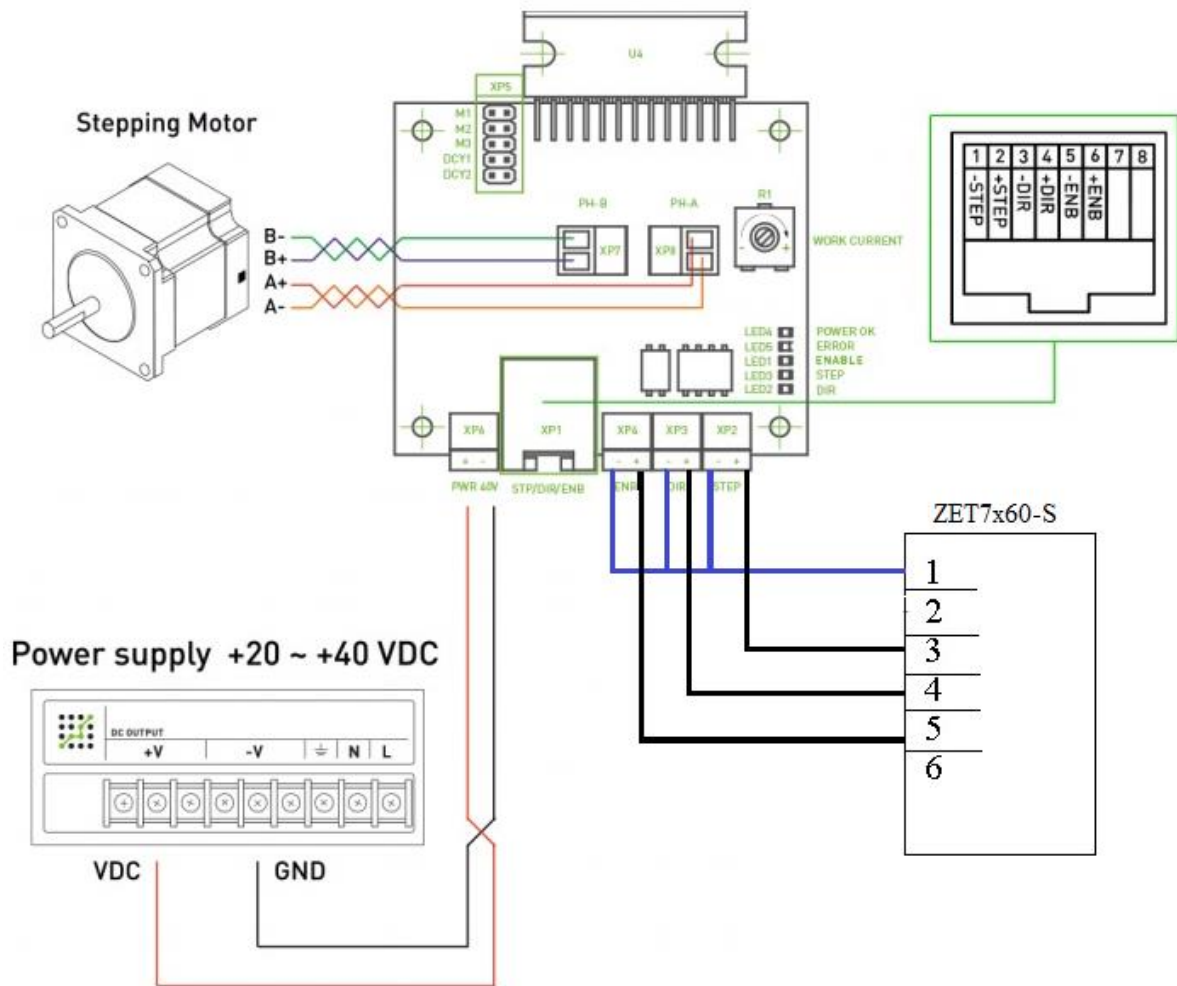 U4
XP5
M1
M2
M3
DCY1
DCY2
Stepping Motor
B-
B+
A+
A-
PH-B
PH-A
XP7
XP8
R1
- +
WORK CURRENT
1 2 3 4 5 6 7 8
-STEP
+STEP
-DIR
+DIR
-ENB
+ENB
LED4 POWER OK
LED5 ERROR
LED1 ENABLE
LED3 STEP
LED2 DIR
XP6
XP1
XP4
XP3
XP2
+ -
- +
- +
- +
PWR 40V
STP/DIR/ENB
ENB
DIR
STEP
ZET7x60-S
1
2
3
4
5
6
Power supply +20 ~ +40 VDC
DC OUTPUT
+V -V N L
VDC
GND